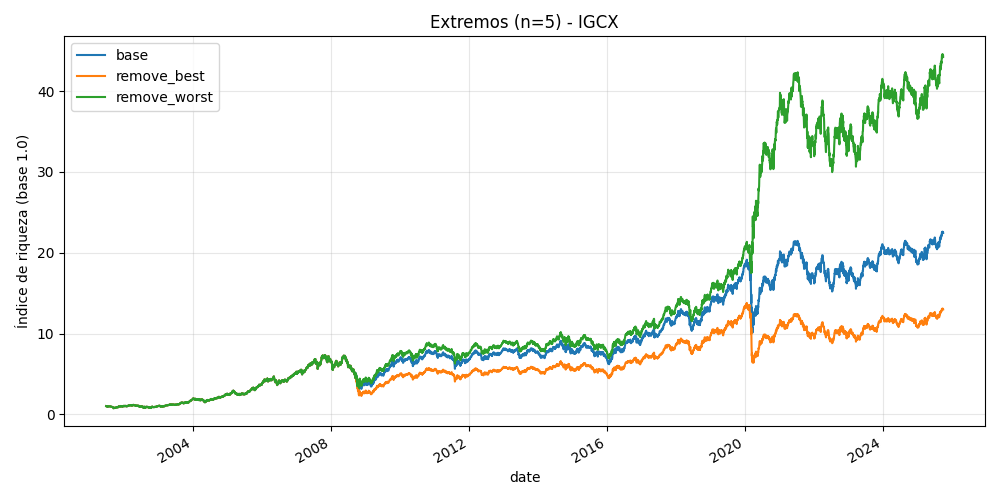 Extremos (n=5) - IGCX
base
remove_best
remove_worst
Índice de riqueza (base 1.0)
40
30
20
10
0
2004
2008
2012
2016
2020
2024
date